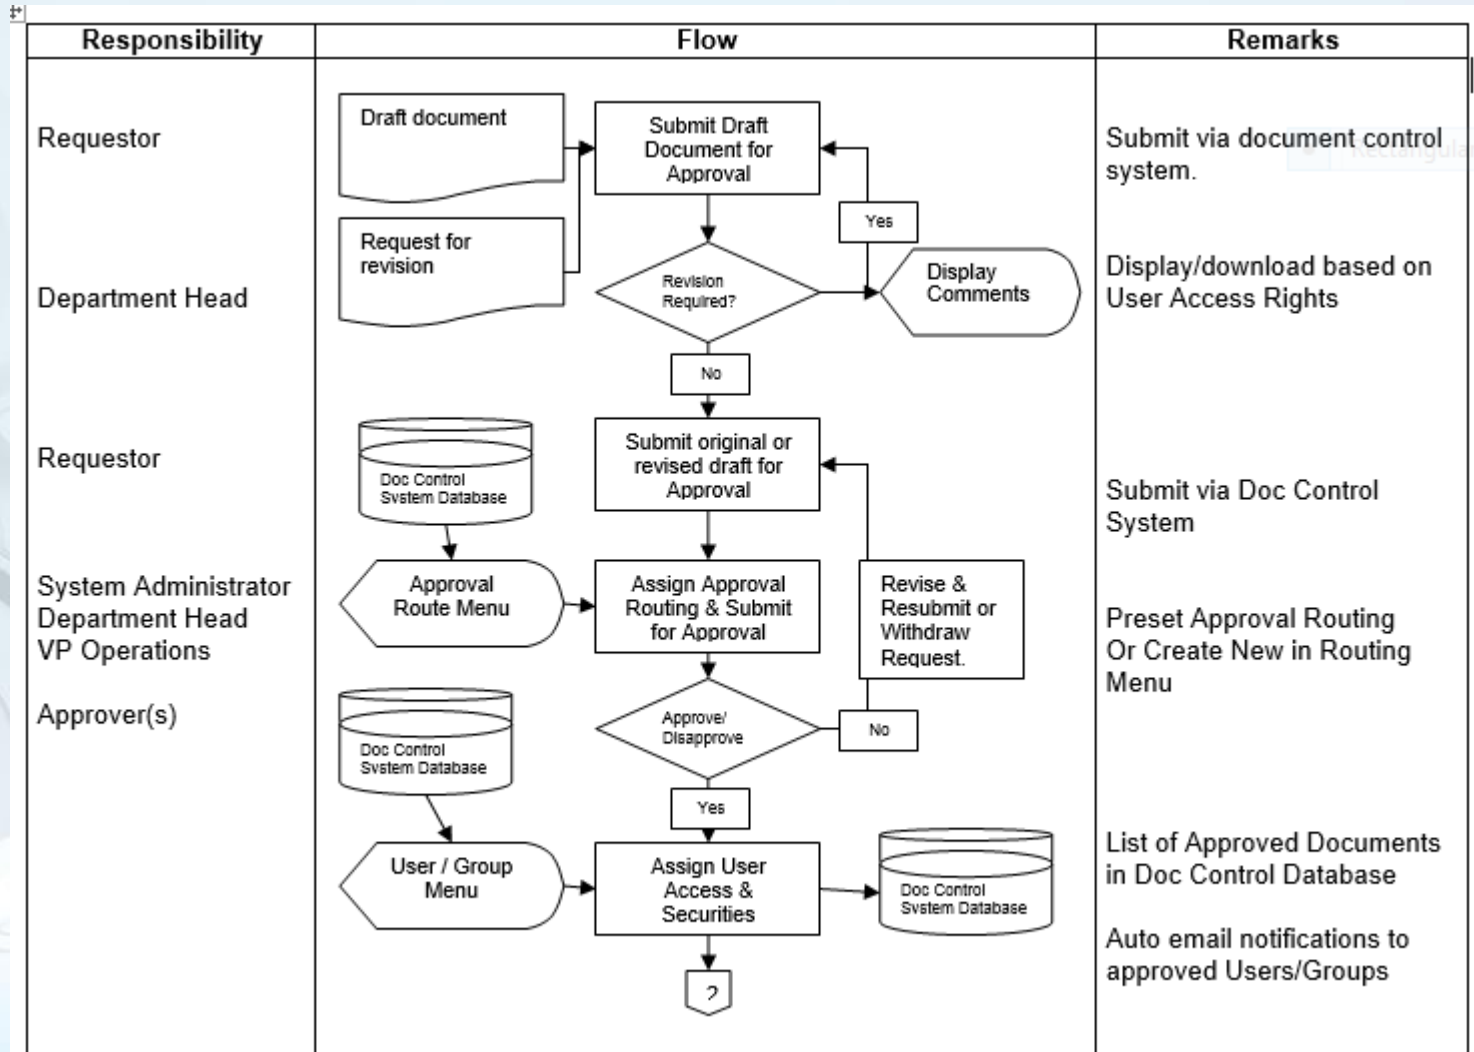 Responsibility
Flow
Remarks
Requestor
Draft document
Submit Draft
Document for
Approval
Submit via document control
system.
Rectangula
Yes
Request for
revision
Department Head
Revision
Required?
Display
Comments
Display/download based on
User Access Rights
No
Requestor
Doc Control
System Database
Submit original or
revised draft for
Approval
Submit via Doc Control
System
System Administrator
Department Head
VP Operations
Approval
Route Menu
Assign Approval
Routing & Submit
for Approval
Revise &
Resubmit or
Withdraw
Request.
Preset Approval Routing
Or Create New in Routing
Menu
Approver(s)
Doc Control
System Database
Approve/
Disapprove
No
Yes
User / Group
Menu
Assign User
Access &
Securities
Doc Control
System Database
List of Approved Documents
in Doc Control Database
Auto email notifications to
approved Users/Groups
2